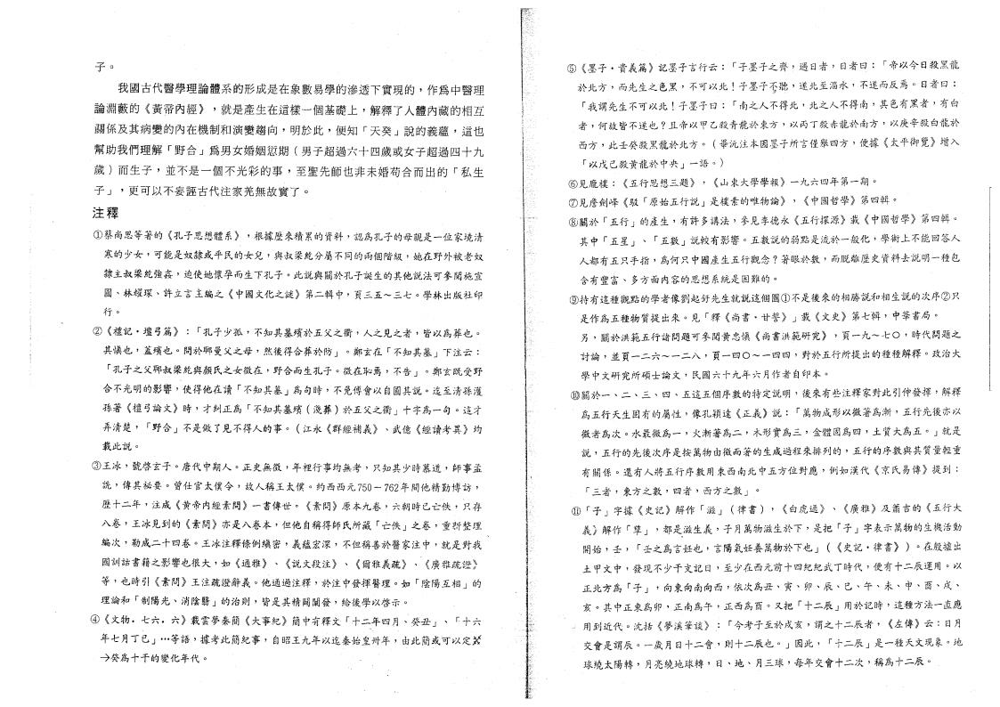 子。
我國古代醫學理論體系的形成是在象數易學的滲透下實現的，作為中醫理
論淵藪的《黃帝內經》，就是產生在這樣一個基礎上，解釋了人體內藏的相互
關係及其病變的內在機制和演變趨向，明於此，便知「天癸」說的義蘊，這也
幫助我們理解「野合」為男女婚姻愆期（男子超過六十四歲或女子超過四十九
歲）而生子，並不是一個不光彩的事，至聖先師也非未婚苟合而出的「私生
子」，更可以不妄誣古代注家羌無故實了。
注釋
①蔡尚思等著的《孔子思想體系》，根據歷來積累的資料，認為孔子的母親是一位家境清
寒的少女，可能是奴隸或平民的女兒，與叔梁紇分屬不同的兩個階級，她在野外被老奴
隸主叔梁紇強姦，迫使她懷孕而生下孔子。此說與關於孔子誕生的其他說法可參閱施宣
圓、林耀琛、許立言主編之《中國文化之謎》第二輯中，頁三五～三七。學林出版社印
行。
②《禮記·壇弓篇》：「孔子少孤，不知其墓殯於五父之衢，人之見之者，皆以為葬也。
其慎也，蓋殯也。問於郰曼父之母，然後得合葬於防」。鄭玄在「不知其墓」下注云：
「孔子之父郰叔梁紇與顏氏之女徵在，野合而生孔子。徵在恥焉，不告」。鄭玄既受野
合不光明的影響，使得他在讀「不知其墓」為句時，不免傅會以自圓其說。迄至清孫濩
孫著《檀弓論文》時，才糾正為「不知其墓殯（淺葬）於五父之衢」十字為一句。這才
弄清楚，「野合」不是做了見不得人的事。（江永《群經補義》、武億《經讀考異》均
載此說。
③王冰，號啓玄子。唐代中期人。正史無徵，年裡行事均無考，只知其少時慕道，師事孟
詵，傳其祕要。曾仕官太僕令，故人稱王太僕。約西西元750－762年間他精勤博訪，
歷十二年，注成《黃帝內經素問》一書傳世。《素問》原本九卷，六朝時已亡佚，只存
八卷，王冰見到的《素問》亦是八卷本，但他自稱得師氏所藏「亡佚」之卷，重新整理
編次，勒成二十四卷。王冰注釋條例縝密，義蘊宏深，不但稱善於醫家注中，就是對我
國訓詁書籍之影響也很大，如《通雅》、《說文段注》、《爾雅義疏》、《廣雅疏證》
等，也時引《素問》王注疏證辭義。他通過注釋，於注中發揮醫理。如「陰陽互相」的
理論和「制陽光、消陰翳」的治則，皆是其精闢闡發，給後學以啓示。
④《文物·七六．六》載雲夢秦簡《大事紀》簡中有釋文「十二年四月、癸丑」、「十六
年七月丁巳」…等語，據考此簡紀事，自昭王九年以迄秦始皇卅年，由此簡或可以定
→癸為十干的變化年代。
⑤《墨子·貴義篇》記墨子言行云：「子墨子之齊，過日者，日者曰：「帝以今日殺黑龍
於北方，而先生之色黑，不可以北！子墨子不聽，遂北至淄水，不遂而反焉。日者曰：
「我謂先生不可以北！子墨子曰：「南之人不得北，北之人不得南，其色有黑者，有白
者，何故皆不遂也？且帝以甲乙殺青龍於東方，以丙丁殺赤龍於南方，以庚辛殺白龍於
西方，此壬癸殺黑龍於北方。（畢沅注本因墨子所言僅舉四方，便據《太平御覽》增入
「以戊己殺黃龍於中央」一語。）
⑥見龐樸：《五行思想三題》，《山東大學學報》一九六四年第一期。
⑦見詹劍峰《駁「原始五行說」是樸素的唯物論》，《中國哲學》第四輯。
⑧關於「五行」的產生，有許多講法，參見李德永《五行探源》載《中國哲學》第四輯。
其中「五星」、「五數」說較有影響。五數說的弱點是流於一般化，學術上不能回答人
人都有五只手指，為何只中國產生五行觀念？著眼於數，而脫離歷史資料去說明一種包
含有豐富、多方面內容的思想系統是困難的。
⑨持有這種觀點的學者像劉起釪先生就說這個圖①不是後來的相勝說和相生說的次序②只
是作為五種物質提出來。見「釋《尚書·甘誓》」載《文史》第七輯，中華書局。
另，關於洪範五行諸問題可參閱黃忠慎《尚書洪範研究》，頁一九～七〇，時代問題之
討論，並頁一二六～一二八，頁一四〇～一四四，對於五行所提出的種種解釋。政治大
學中文研究所碩士論文，民國六十九年六月作者自印本。
⑩關於一、二、三、四、五這五個序數的特定說明，後來有些注釋家對此引伸發揮，解釋
為五行天生固有的屬性，像孔穎達《正義》說：「萬物成形以微著為漸，五行先後亦以
微者為次。水最微為一，火漸著為二，木形實為三，金體固為四，土質大為五。」就是
說，五行的先後次序是按萬物由微而著的生成過程來排列的，五行的序數與其質量輕重
有關係。還有人將五行序數用東西南北中五方位對應，例如漢代《京氏易傳》提到：
「三者，東方之數，四者，西方之數」。
⑪「子」字據《史記》解作「滋」（律書），《白虎通》、《廣雅》及蕭吉的《五行大
義》解作「孳」，都是滋生義，子月萬物滋生於下，是把「子」字表示萬物的生機活動
開始，壬，「壬之為言妊也，言陽氣妊養萬物於下也」（《史記·律書》）。在殷墟出
土甲文中，發現不少干支記日，至少在西元前十四紀紀武丁時代，便有十二辰運用。以
正北方為「子」，向東向南向西，依次為丑、寅、卯、辰、巳、午、未、申、酉、戌、
亥。其中正東為卯，正南為午，正西為酉。又把「十二辰」用於記時，這種方法一直應
用到近代。沈括《夢溪筆談》：「今考子至於戌亥，謂之十二辰者，《左傳》云：日月
交會是謂辰。一歲月日十二會，則十二辰也。」因此，「十二辰」是一種天文現象。地
球繞太陽轉，月亮繞地球轉，日、地、月三球，每年交會十二次，稱為十二辰。